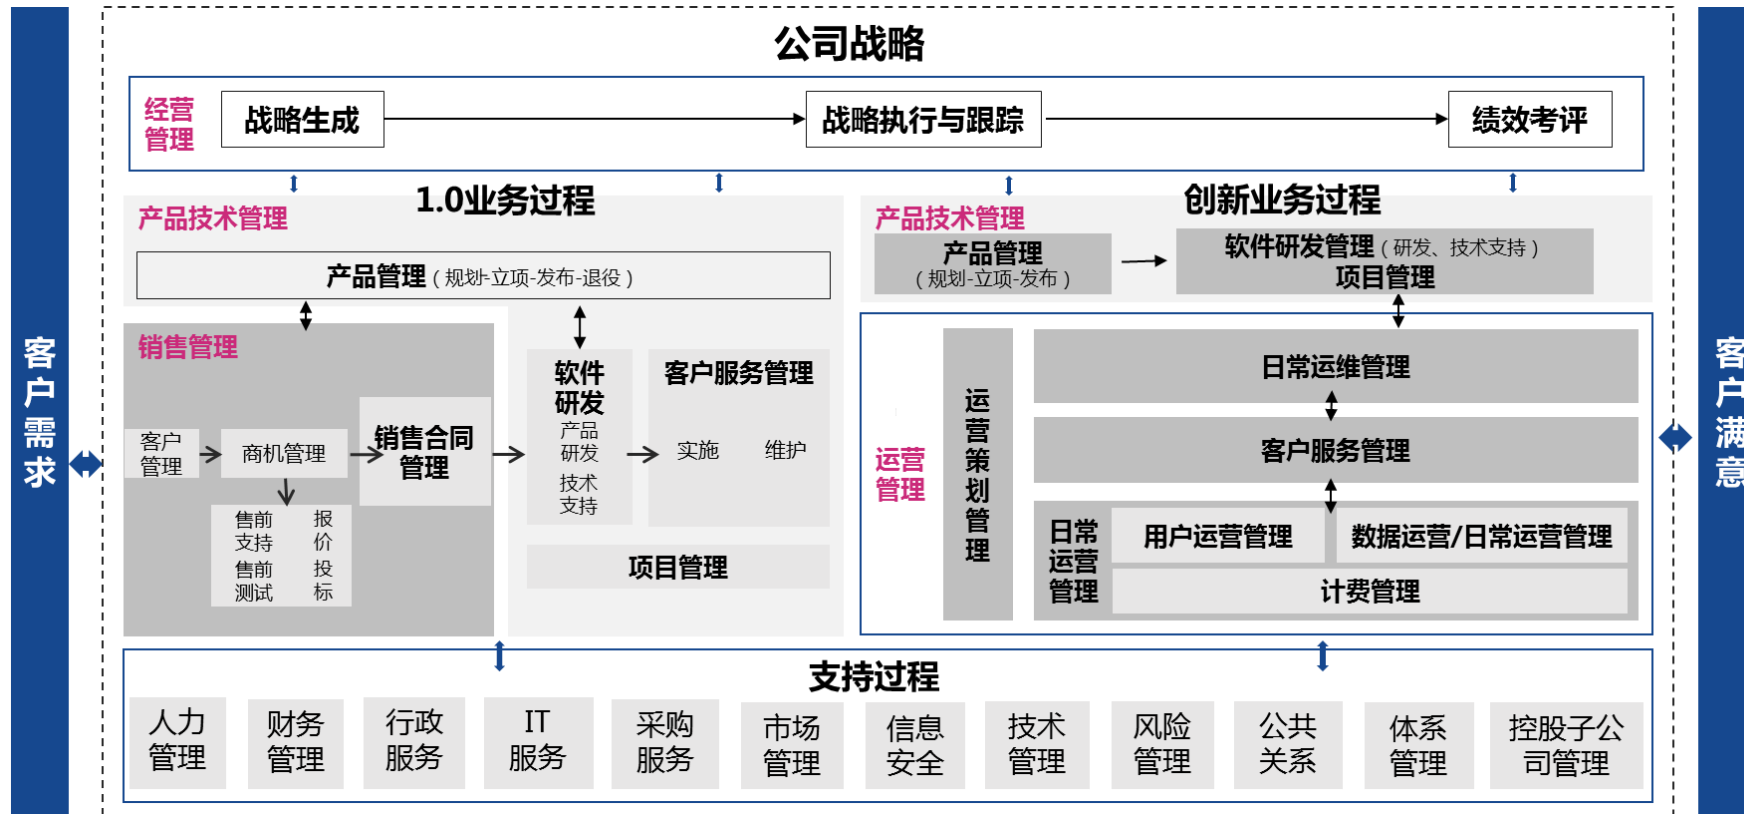 公司战略
经营
管理
战略生成
战略执行与跟踪
绩效考评
1.0业务过程
产品技术管理
产品管理（规划-立项-发布-退役）
销售管理
客户
管理
商机管理
销售合同
管理
售前
支持
报
价
售前
测试
投
标
软件
研发
产品
研发
技术
支持
客户服务管理
实施
维护
项目管理
创新业务过程
产品技术管理
产品管理
（规划-立项-发布）
软件研发管理（研发、技术支持）
项目管理
运营
管理
运
营
策
划
管
理
日常运维管理
客户服务管理
日常
运营
管理
用户运营管理
数据运营/日常运营管理
计费管理
支持过程
人力
管理
财务
管理
行政
服务
IT
服务
采购
服务
市场
管理
信息
安全
技术
管理
风险
管理
公共
关系
体系
管理
控股子公
司管理
客
户
需
求
客
户
满
意